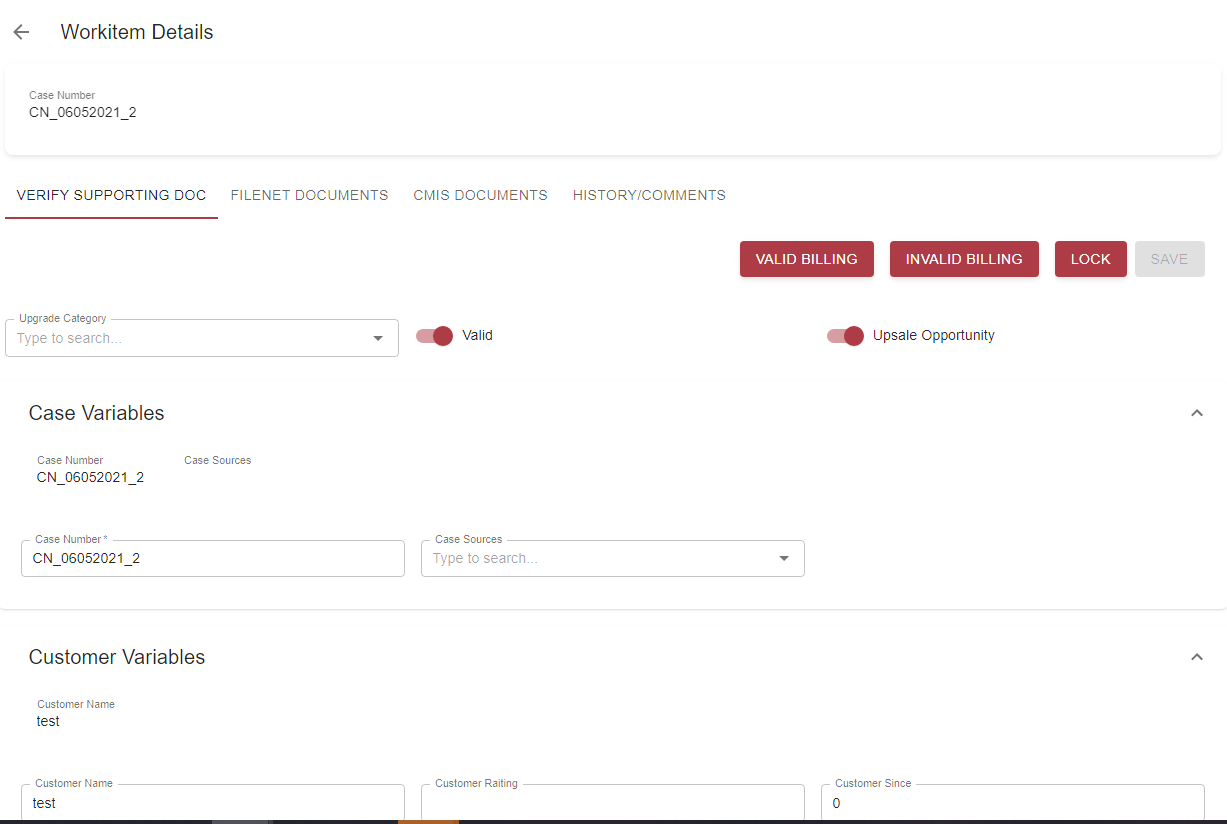 Workitem Details
Case Number
CN_06052021_2
VERIFY SUPPORTING DOC FILENET DOCUMENTS CMIS DOCUMENTS HISTORY/COMMENTS
VALID BILLING INVALID BILLING LOCK SAVE
Upgrade Category
Type to search... Valid Upsale Opportunity
Case Variables
Case Number Case Sources
CN_06052021_2
Case Number * Case Sources
CN_06052021_2 Type to search...
Customer Variables
Customer Name
test
Customer Name Customer Raiting Customer Since
test 0